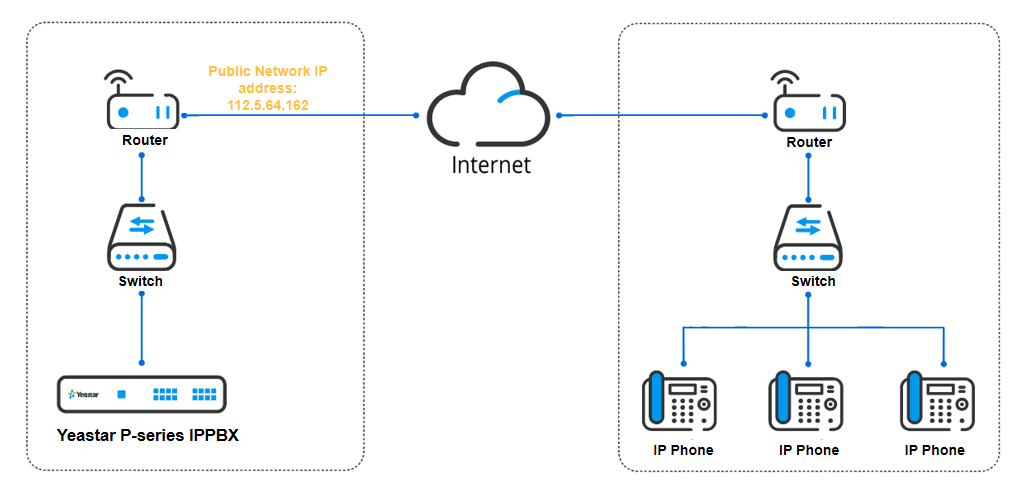 Public Network IP
address:
112.5.64.162
Router
Internet
Router
Switch
Switch
Yeastar
Yeastar P-series IPPBX
IP Phone
IP Phone
IP Phone